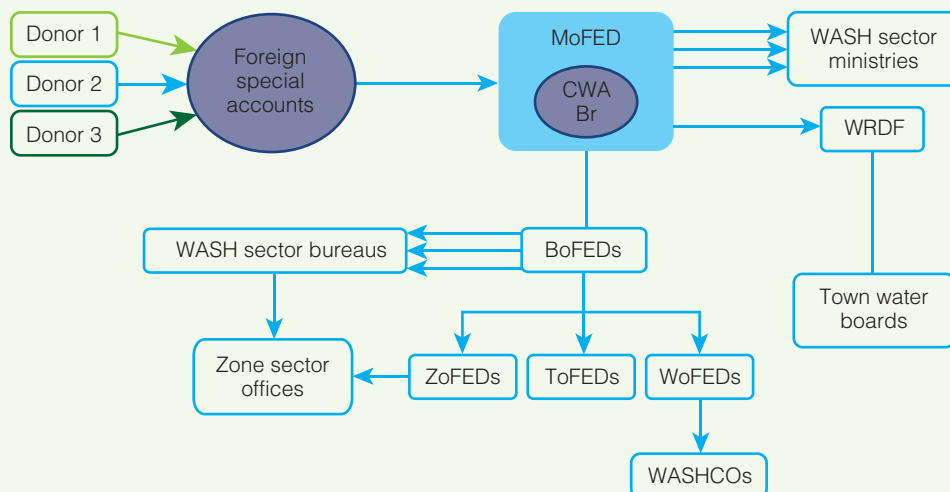 Donor 1
Donor 2
Donor 3
Foreign
special
accounts
MoFED
CWA
Br
WASH sector
ministries
WRDF
WASH sector bureaus
BoFEDs
Town water
boards
Zone sector
offices
ZoFEDs
ToFEDs
WoFEDs
WASHCOs